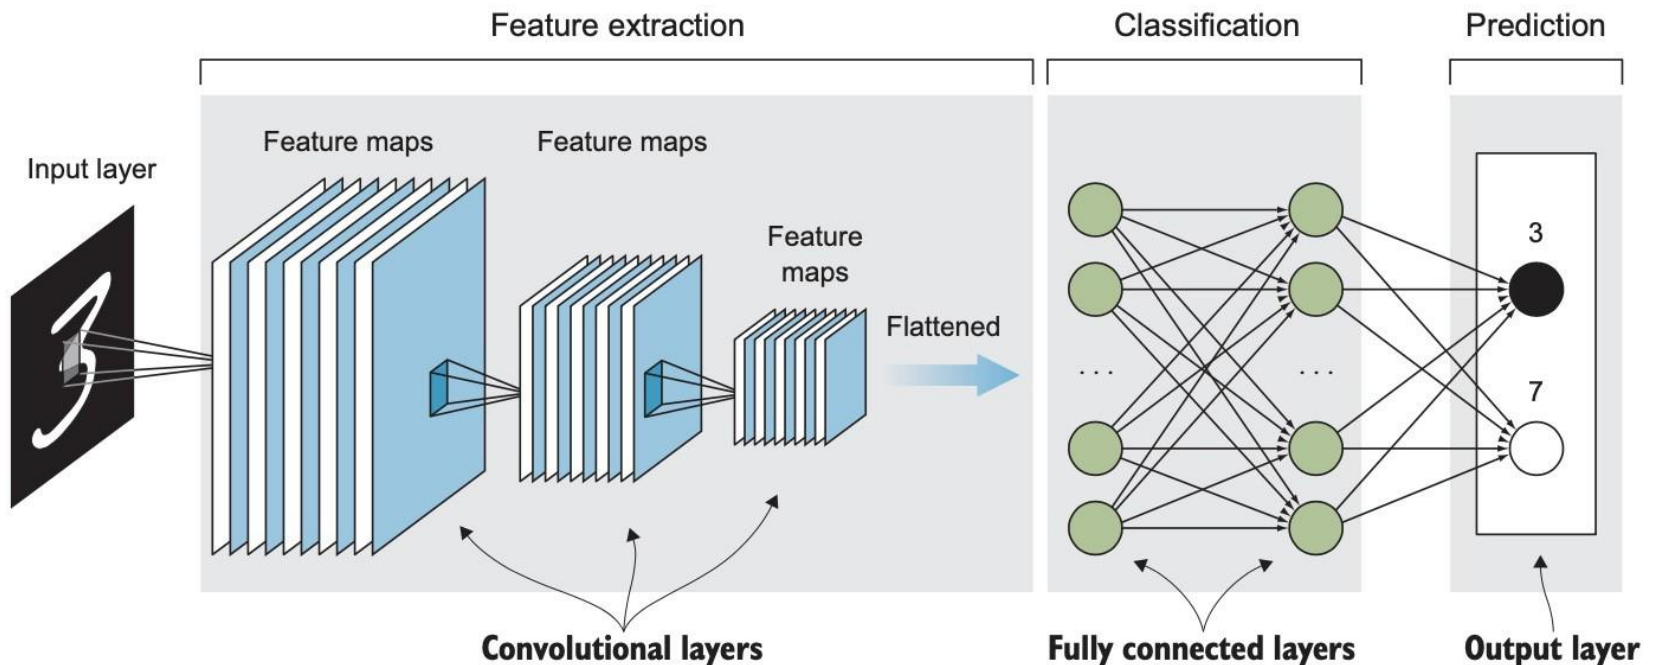 Feature extraction
Classification
Prediction
Input layer
Feature maps
Feature maps
Feature
maps
Flattened
3
7
. . .
. . .
Convolutional layers
Fully connected layers
Output layer